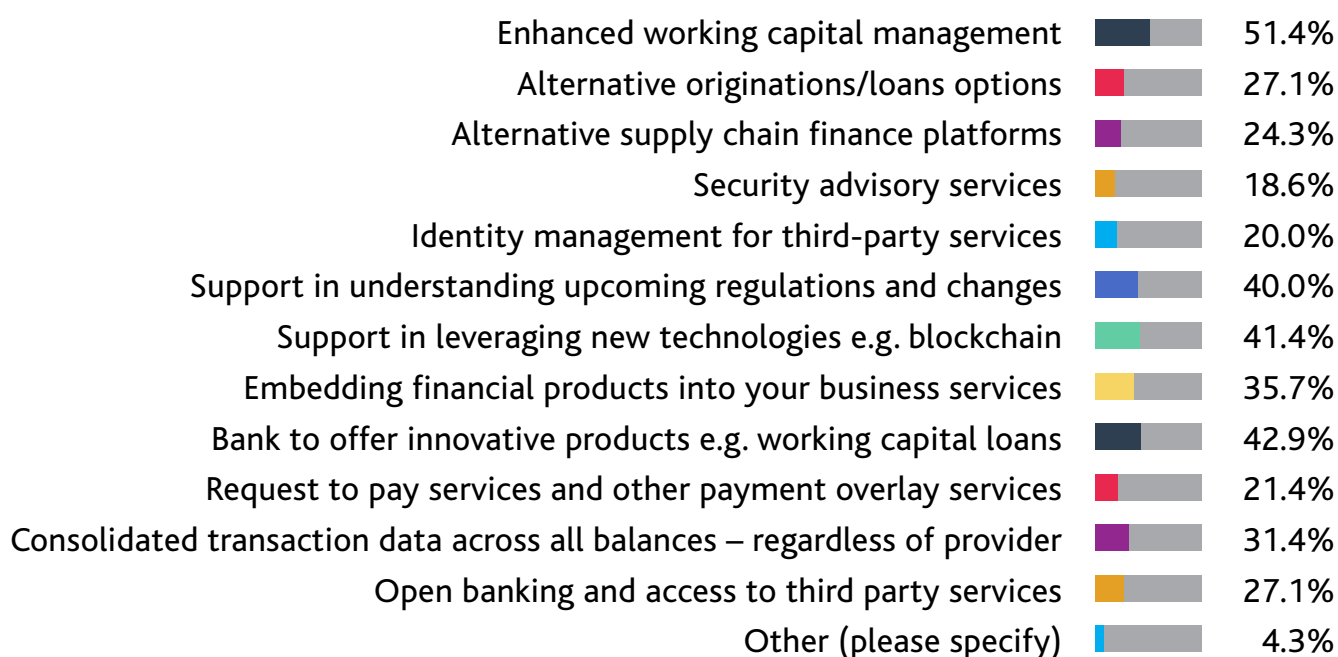 Enhanced working capital management 51.4%
Alternative originations/loans options 27.1%
Alternative supply chain finance platforms 24.3%
Security advisory services 18.6%
Identity management for third-party services 20.0%
Support in understanding upcoming regulations and changes 40.0%
Support in leveraging new technologies e.g. blockchain 41.4%
Embedding financial products into your business services 35.7%
Bank to offer innovative products e.g. working capital loans 42.9%
Request to pay services and other payment overlay services 21.4%
Consolidated transaction data across all balances – regardless of provider 31.4%
Open banking and access to third party services 27.1%
Other (please specify) 4.3%